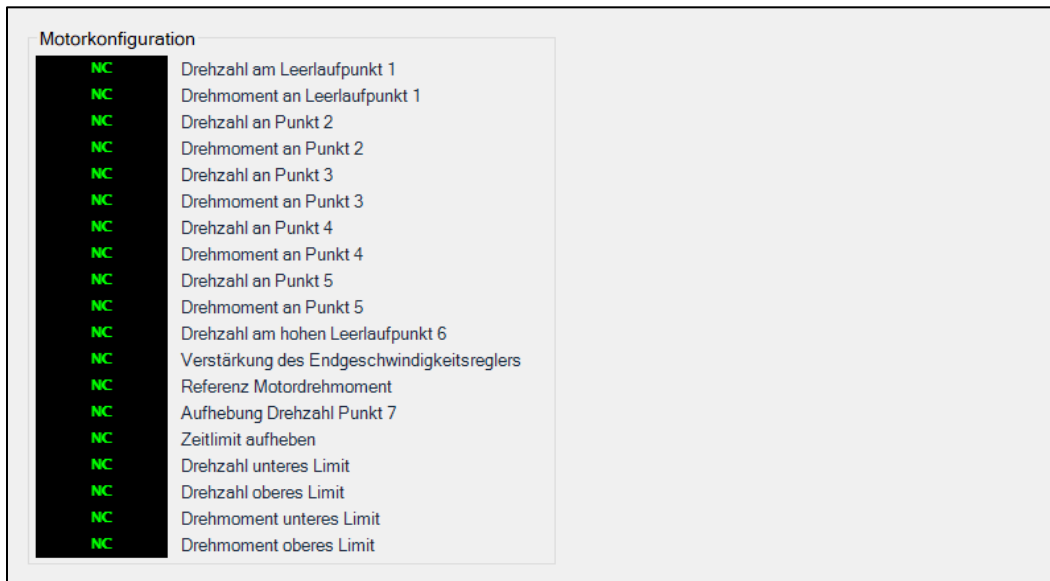 Motorkonfiguration
NC Drehzahl am Leerlaufpunkt 1
NC Drehmoment an Leerlaufpunkt 1
NC Drehzahl an Punkt 2
NC Drehmoment an Punkt 2
NC Drehzahl an Punkt 3
NC Drehmoment an Punkt 3
NC Drehzahl an Punkt 4
NC Drehmoment an Punkt 4
NC Drehzahl an Punkt 5
NC Drehmoment an Punkt 5
NC Drehzahl am hohen Leerlaufpunkt 6
NC Verstärkung des Endgeschwindigkeitsreglers
NC Referenz Motordrehmoment
NC Aufhebung Drehzahl Punkt 7
NC Zeitlimit aufheben
NC Drehzahl unteres Limit
NC Drehzahl oberes Limit
NC Drehmoment unteres Limit
NC Drehmoment oberes Limit